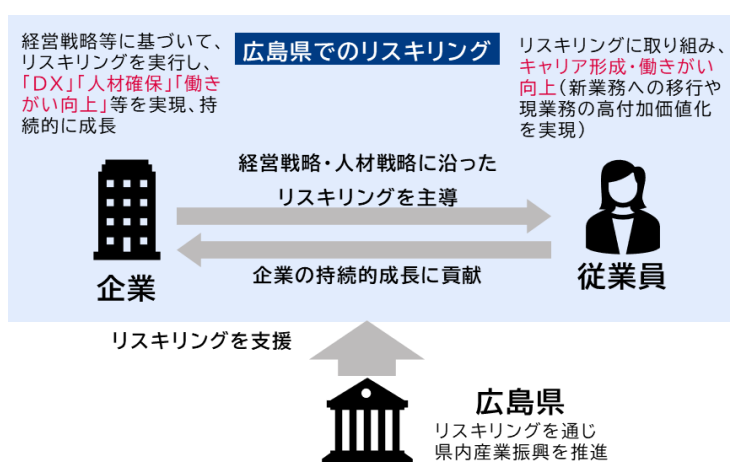 広島県でのリスキリング
経営戦略等に基づいて、
リスキリングを実行し、
「DX」「人材確保」「働き
がい向上」等を実現、持
続的に成長
リスキリングに取り組み、
キャリア形成・働きがい
向上(新業務への移行や
現業務の高付加価値化
を実現)
経営戦略・人材戦略に沿った
リスキリングを主導
企業の持続的成長に貢献
企業
従業員
リスキリングを支援
広島県
リスキリングを通じ
県内産業振興を推進